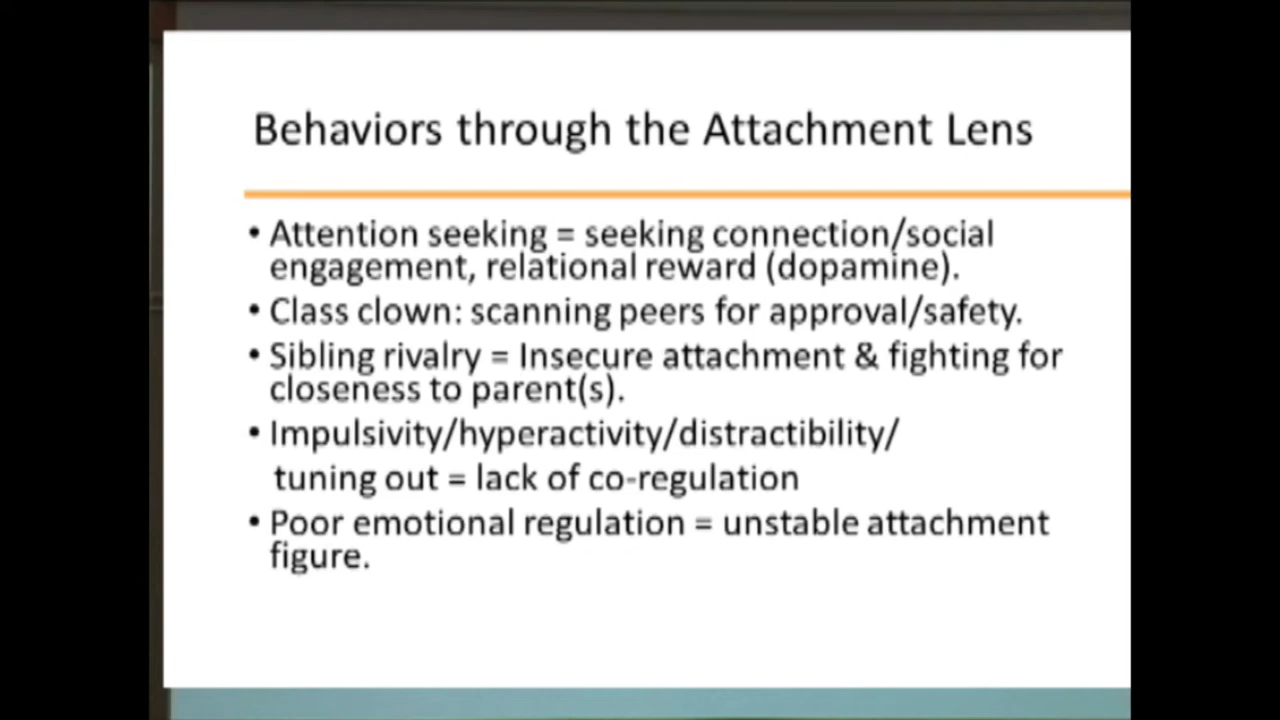 Behaviors through the Attachment Lens
• Attention seeking = seeking connection/social
engagement, relational reward (dopamine).
• Class clown: scanning peers for approval/safety.
• Sibling rivalry = Insecure attachment & fighting for
closeness to parent(s).
• Impulsivity/hyperactivity/distractibility/
tuning out = lack of co-regulation
• Poor emotional regulation = unstable attachment
figure.